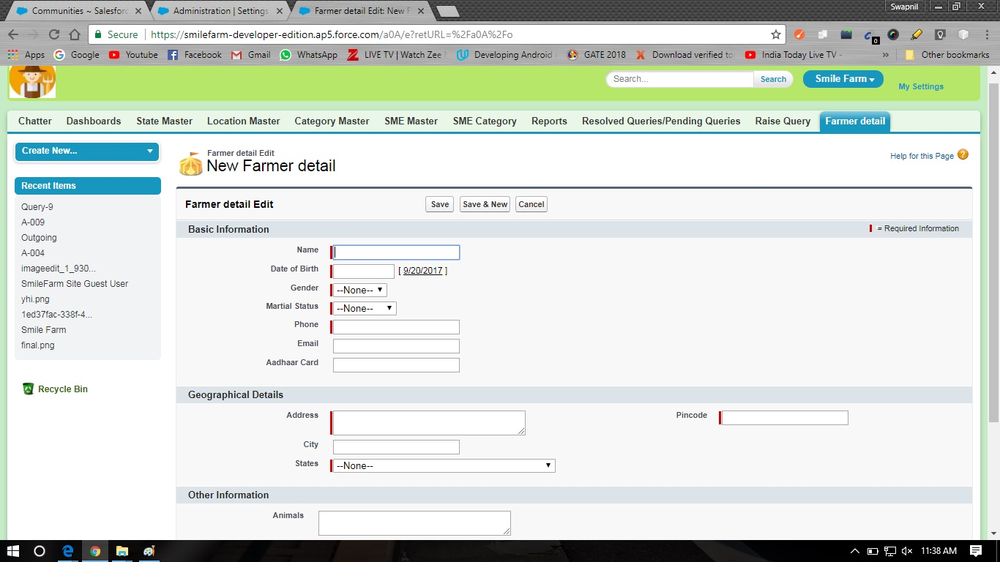 Communities ~ Salesforc
Administration | Settings
Farmer detail Edit: New F
Swapnil
Secure https://smilefarm-developer-edition.ap5.force.com/a0A/e?retURL=%2Fa0A%2Fo
0
Apps Google Youtube Facebook Gmail WhatsApp LIVE TV | Watch Zee Developing Android GATE 2018 Download verified to India Today Live TV - » Other bookmarks
Search... Search Smile Farm My Settings
Chatter Dashboards State Master Location Master Category Master SME Master SME Category Reports Resolved Queries/Pending Queries Raise Query Farmer detail
Create New...
Recent Items
Query-9
A-009
Outgoing
A-004
imageedit_1_930...
SmileFarm Site Guest User
yhi.png
1ed37fac-338f-4...
Smile Farm
final.png
Recycle Bin
Farmer detail Edit
New Farmer detail
Help for this Page ?
Farmer detail Edit Save Save & New Cancel
Basic Information = Required Information
Name
Date of Birth [ 9/20/2017 ]
Gender --None--
Martial Status --None--
Phone
Email
Aadhaar Card
Geographical Details
Address Pincode
City
States --None--
Other Information
Animals
11:38 AM